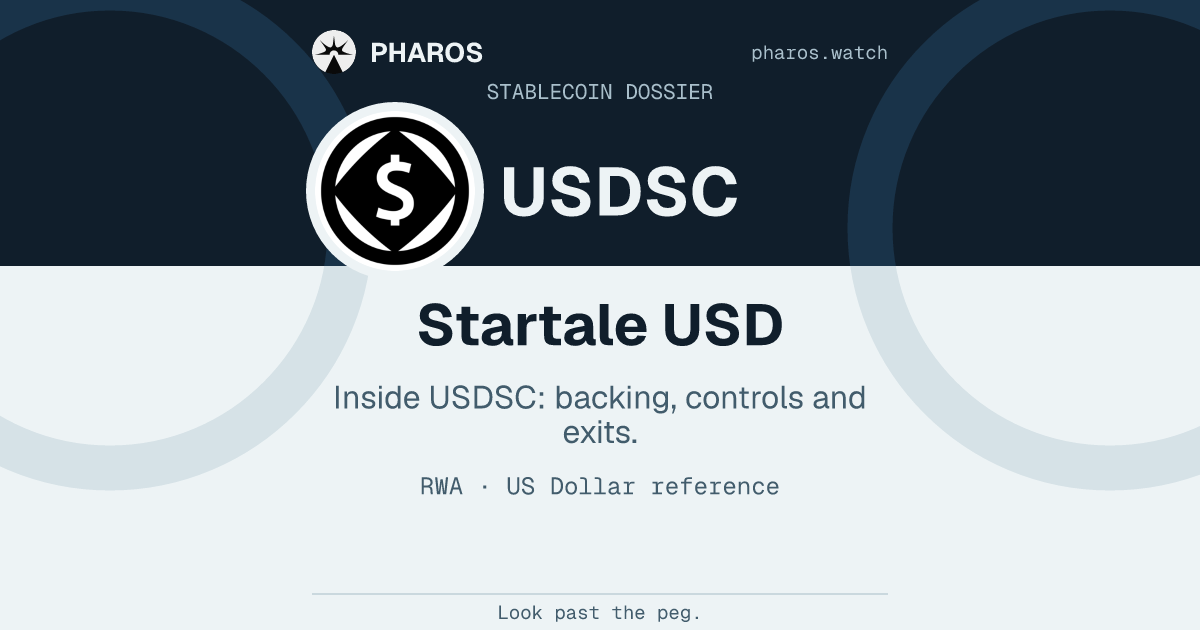 PHAROS
pharos.watch
STABLECOIN DOSSIER
$
USDSC
Startale USD
Inside USDSC: backing, controls and
exits.
RWA · US Dollar reference
Look past the peg.